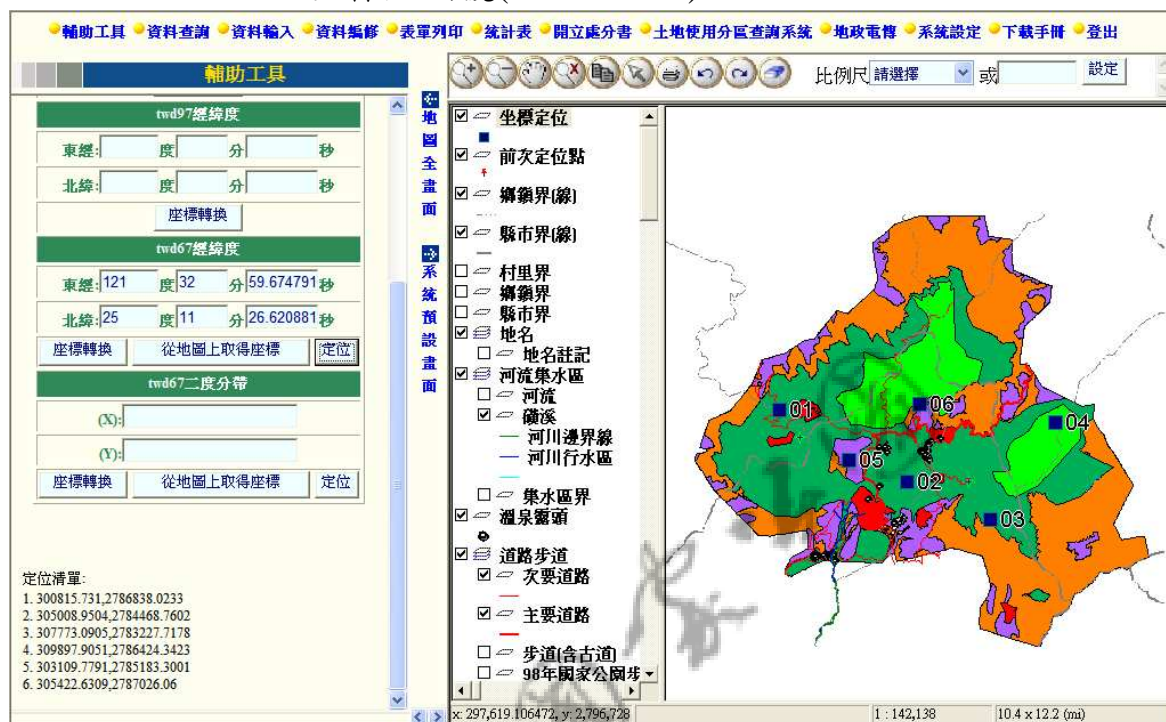 輔助工具 資料查詢 資料輸入 資料編修 表單列印 統計表 開立處分書 土地使用分區查詢系統 地政電傳 系統設定 下載手冊 登出
輔助工具
比例尺 請選擇 或 設定
twd97經緯度
東經: 度 分 秒
北緯: 度 分 秒
座標轉換
twd67經緯度
東經: 121 度 32 分 59.674791 秒
北緯: 25 度 11 分 26.620881 秒
座標轉換 從地圖上取得座標 定位
twd67二度分帶
(X):
(Y):
座標轉換 從地圖上取得座標 定位
定位清單:
1. 300815.731,2786838.0233
2. 305008.9504,2784468.7602
3. 307773.0905,2783227.7178
4. 309897.9051,2786424.3423
5. 303109.7791,2785183.3001
6. 305422.6309,2787026.06
地圖全畫面
系統預設畫面
坐標定位
前次定位點
鄉鎮界(線)
縣市界(線)
村里界
鄉鎮界
縣市界
地名
地名註記
河流集水區
河流
磺溪
河川邊界線
河川行水區
集水區界
溫泉露頭
道路步道
次要道路
主要道路
步道(含古道)
98年國家公園步
01
06
04
05
02
03
x: 297,619.106472, y: 2,796,728
1 : 142,138
10.4 x 12.2 (mi)